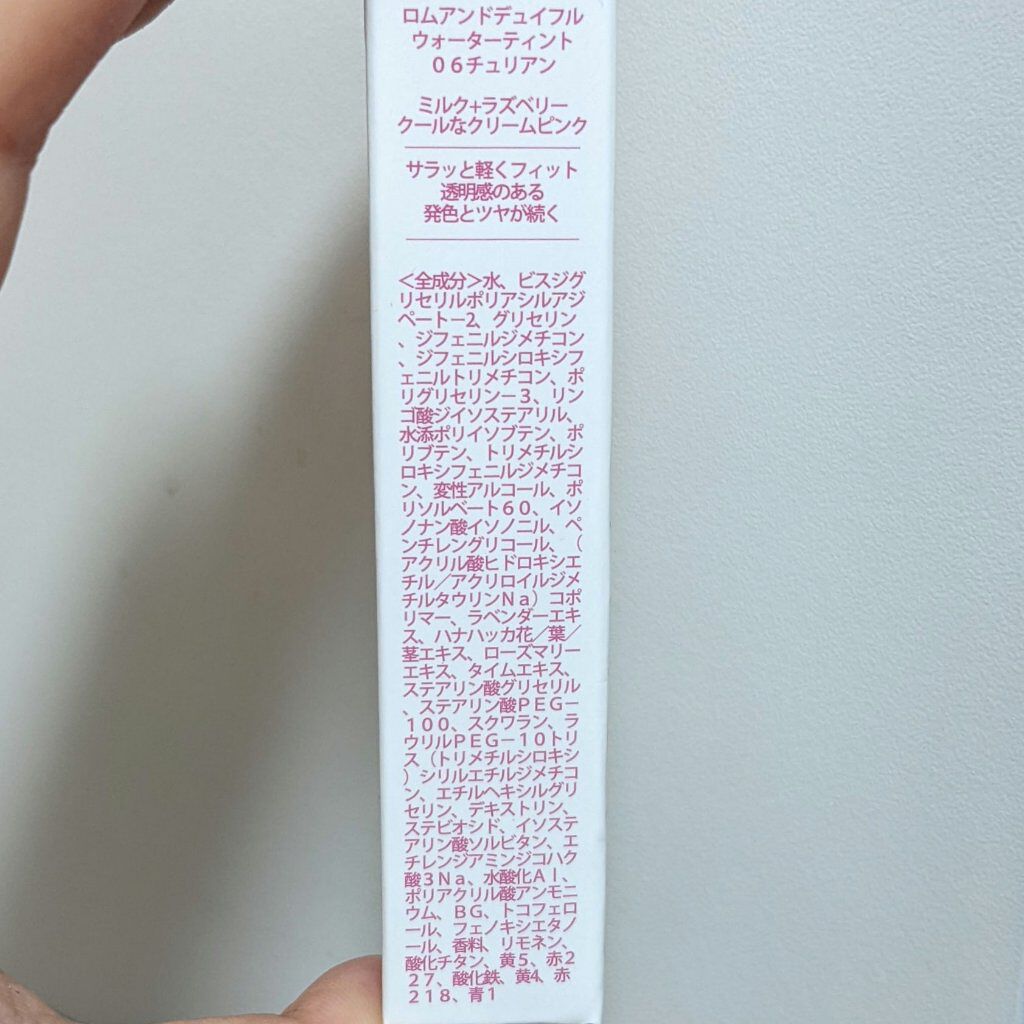 ロムアンドデュイフル
ウォーターティント
０６チュリアン
ミルク+ラズベリー
クールなクリームピンク
サラッと軽くフィット
透明感のある
発色とツヤが続く
＜全成分＞水、ビスジグ
リセリルポリアシルアジ
ペートー2、グリセリン
、ジフェニルジメチコン
、ジフェニルシロキシフ
ェニルトリメチコン、ポ
リグリセリンー３、リン
ゴ酸ジイソステアリル、
水添ポリイソブテン、ポ
リブテン、トリメチルシ
ロキシフェニルジメチコ
ン、変性アルコール、ポ
リソルベート６０、イソ
ノナン酸イソノニル、ペ
ンチレングリコール、（
アクリル酸ヒドロキシエ
チル／アクリロイルジメ
チルタウリンＮａ）コポ
リマー、ラベンダーエキ
ス、ハナハッカ花／葉／
茎エキス、ローズマリー
エキス、タイムエキス、
ステアリン酸グリセリル
、ステアリン酸ＰＥＧ－
１００、スクワラン、ラ
ウリルＰＥＧ－１０トリ
ス（トリメチルシロキシ
）シリルエチルジメチコ
ン、エチルヘキシルグリ
セリン、デキストリン、
ステビオシド、イソステ
アリン酸ソルビタン、エ
チレンジアミンジコハク
酸３Ｎａ、水酸化Ａｌ、
ポリアクリル酸アンモニ
ウム、ＢＧ、トコフェロ
ール、フェノキシエタノ
ール、香料、リモネン、
酸化チタン、黄５、赤２
２７、酸化鉄、黄4、赤
２１８、青１